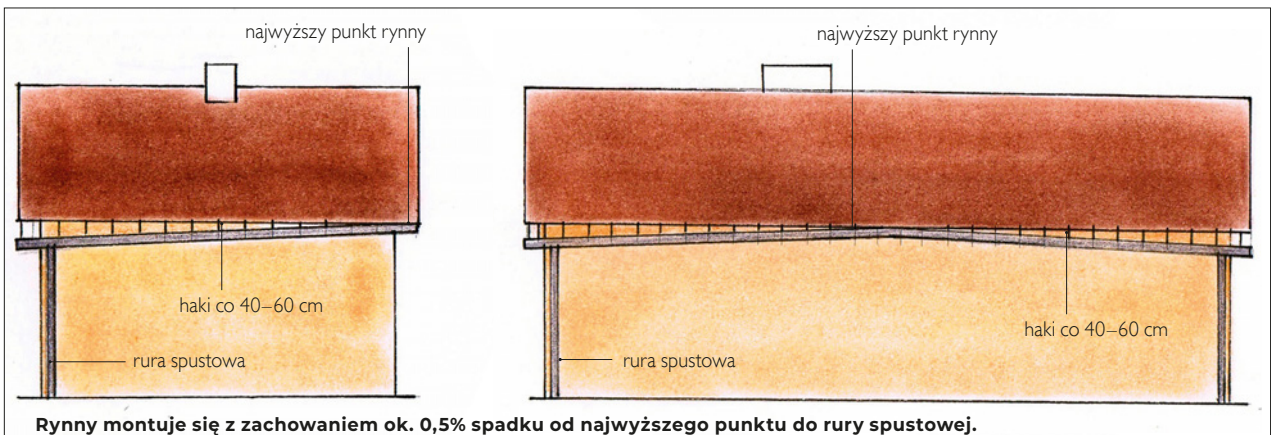 najwyższy punkt rynny
haki co 40–60 cm
rura spustowa
najwyższy punkt rynny
haki co 40–60 cm
rura spustowa
Rynny montuje się z zachowaniem ok. 0,5% spadku od najwyższego punktu do rury spustowej.